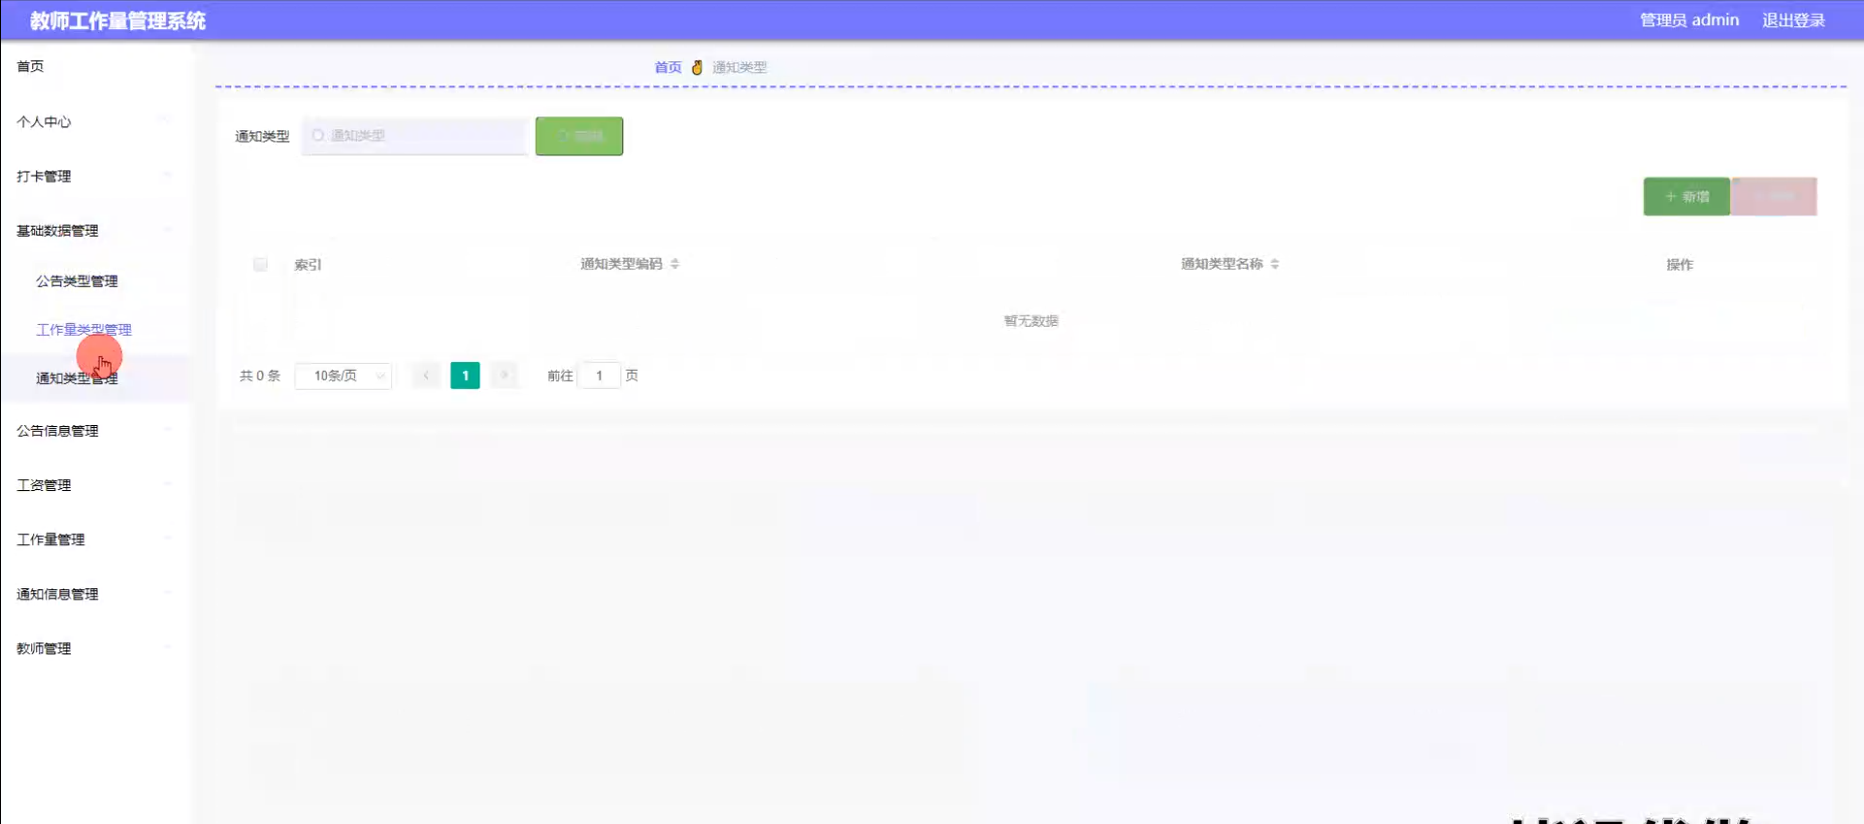 教师工作量管理系统
管理员 admin 退出登录
首页
个人中心
打卡管理
基础数据管理
公告类型管理
工作量类型管理
通知类型管理
公告信息管理
工资管理
工作量管理
通知信息管理
教师管理
首页 通知类型
通知类型 通知类型
+ 新增
索引 通知类型编码 通知类型名称 操作
暂无数据
共 0 条 10条/页 < 1 > 前往 1 页